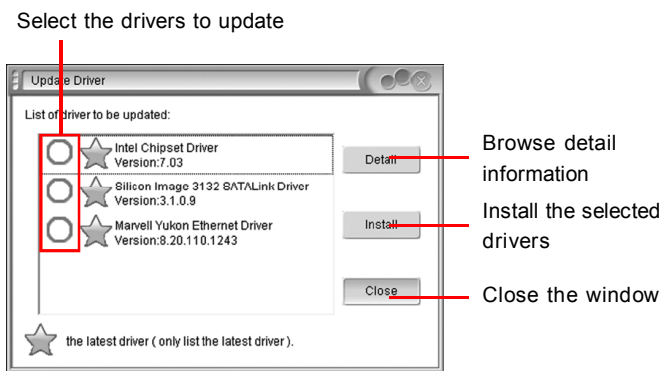 Select the drivers to update
Update Driver
List of driver to be updated:
Intel Chipset Driver
Version:7.03
Silicon Image 3132 SATALink Driver
Version:3.1.0.9
Marvell Yukon Ethernet Driver
Version:8.20.110.1243
Detail
Install
Close
Browse detail
information
Install the selected
drivers
Close the window
the latest driver ( only list the latest driver ).